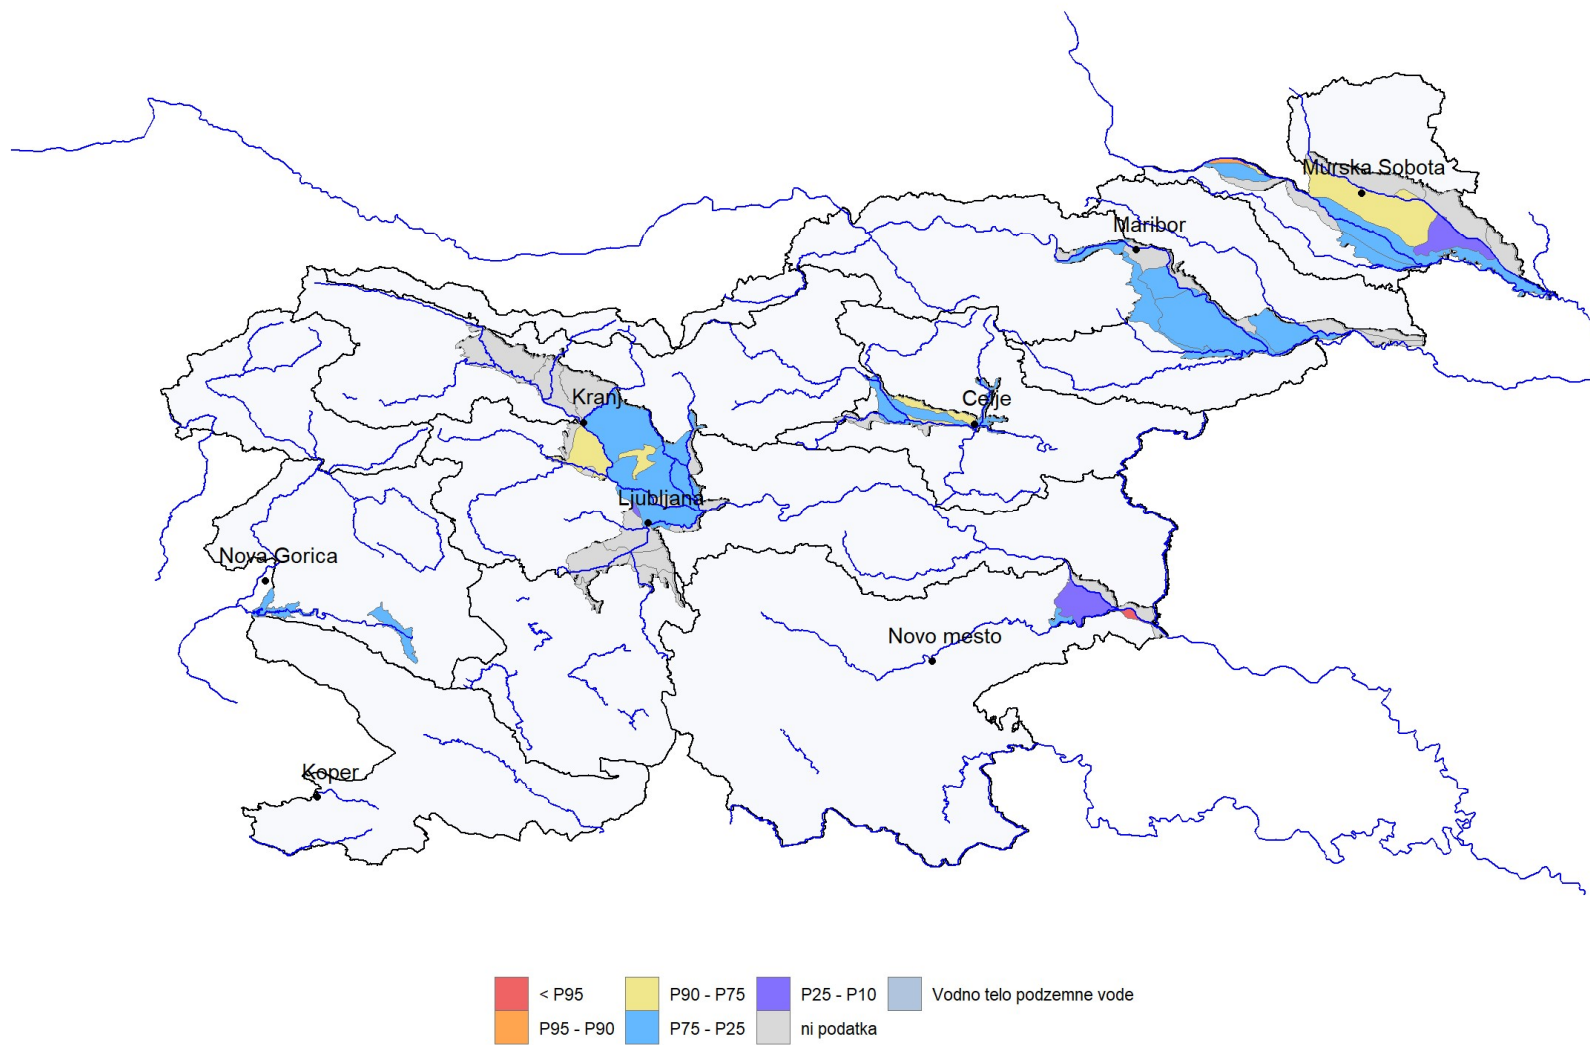 Murska Sobota
Maribor
Kranj
Celje
Ljubljana
Nova Gorica
Novo mesto
Koper
< P95
P90 - P75
P25 - P10
Vodno telo podzemne vode
P95 - P90
P75 - P25
ni podatka